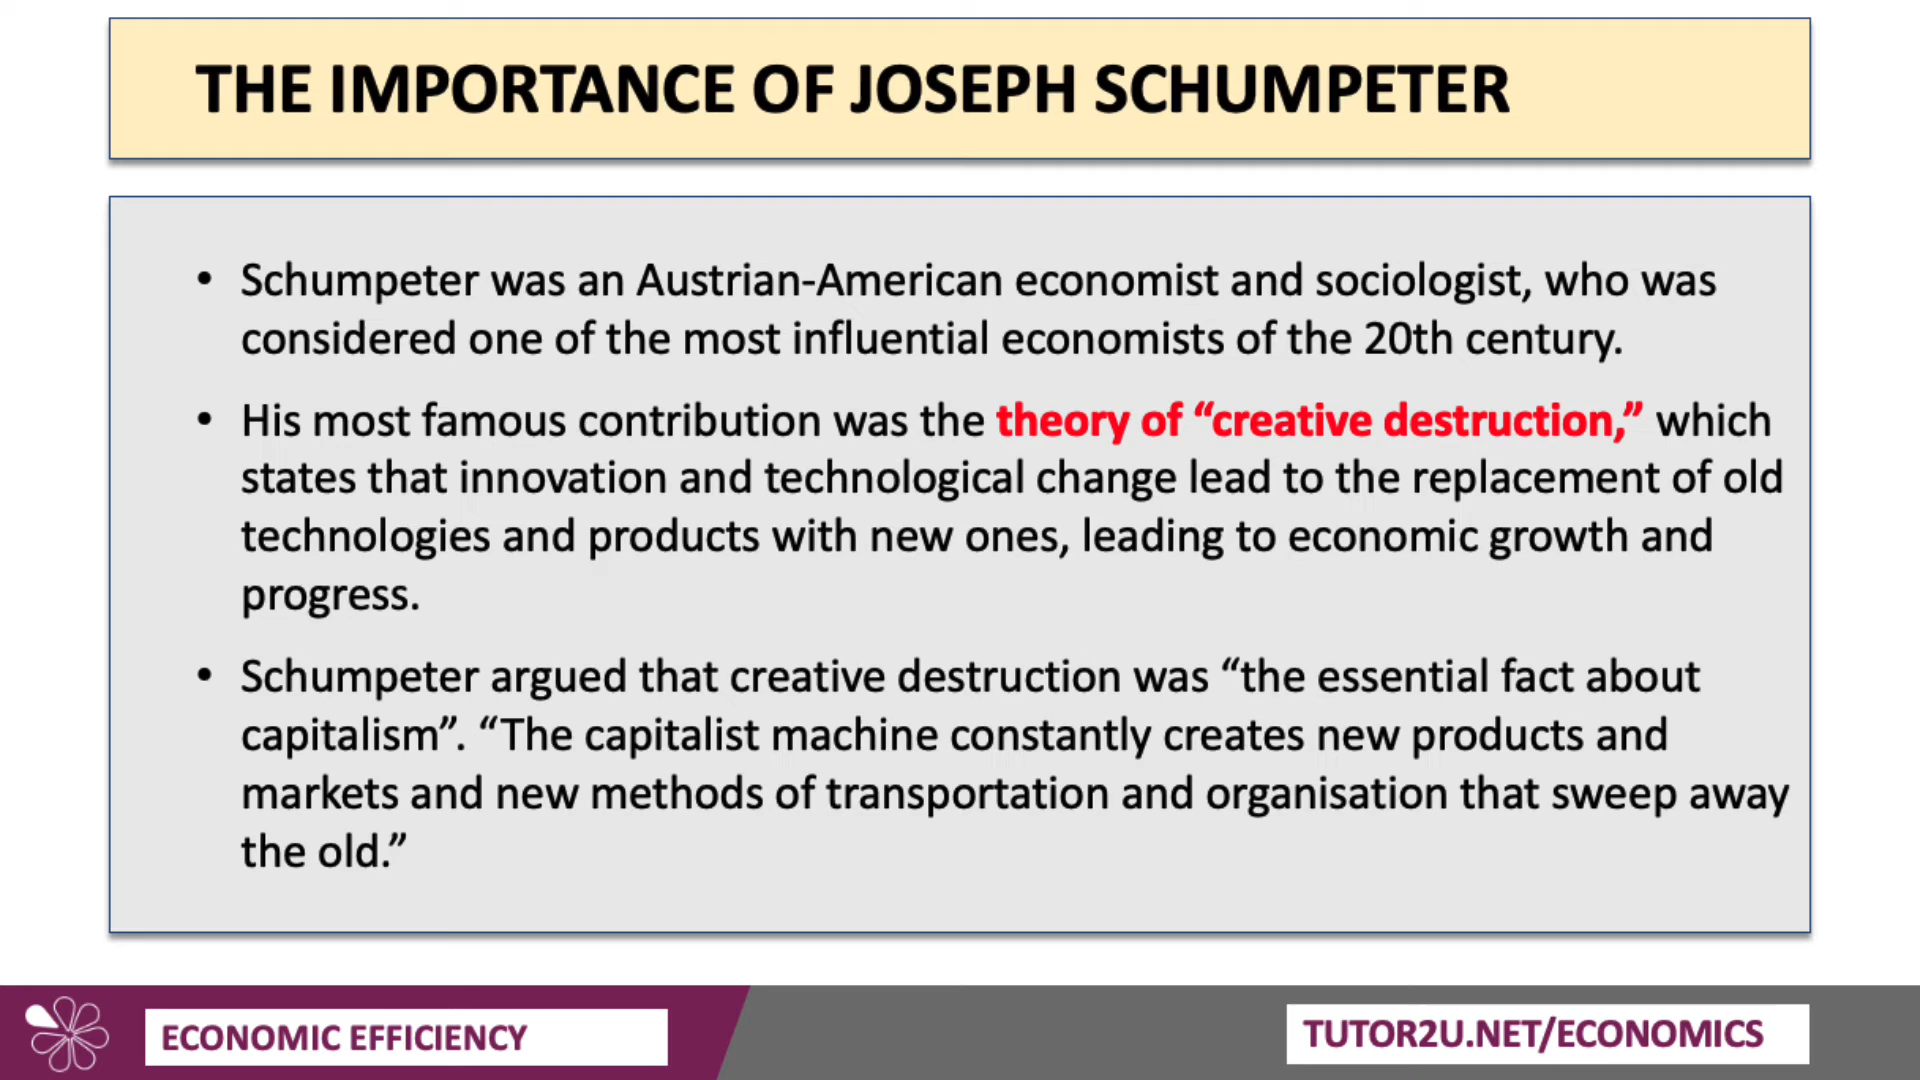 THE IMPORTANCE OF JOSEPH SCHUMPETER
• Schumpeter was an Austrian-American economist and sociologist, who was
considered one of the most influential economists of the 20th century.
• His most famous contribution was the theory of “creative destruction,” which
states that innovation and technological change lead to the replacement of old
technologies and products with new ones, leading to economic growth and
progress.
• Schumpeter argued that creative destruction was “the essential fact about
capitalism”. “The capitalist machine constantly creates new products and
markets and new methods of transportation and organisation that sweep away
the old.”
ECONOMIC EFFICIENCY
TUTOR2U.NET/ECONOMICS